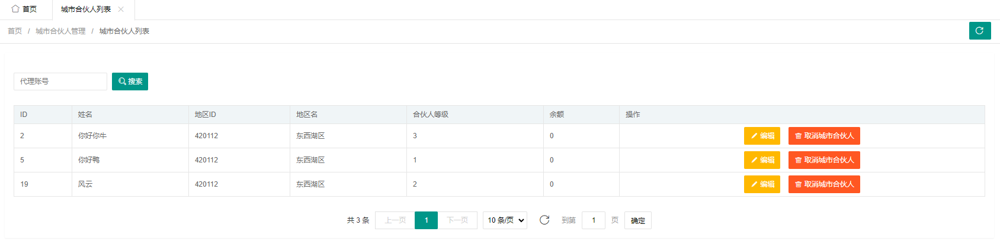 首页 城市合伙人列表
首页 / 城市合伙人管理 / 城市合伙人列表
代理账号 搜索
ID 姓名 地区ID 地区名 合伙人等级 余额 操作
2 你好你牛 420112 东西湖区 3 0 编辑 取消城市合伙人
5 你好鸭 420112 东西湖区 1 0 编辑 取消城市合伙人
19 风云 420112 东西湖区 2 0 编辑 取消城市合伙人
共 3 条 上一页 1 下一页 10 条/页 到第 1 页 确定